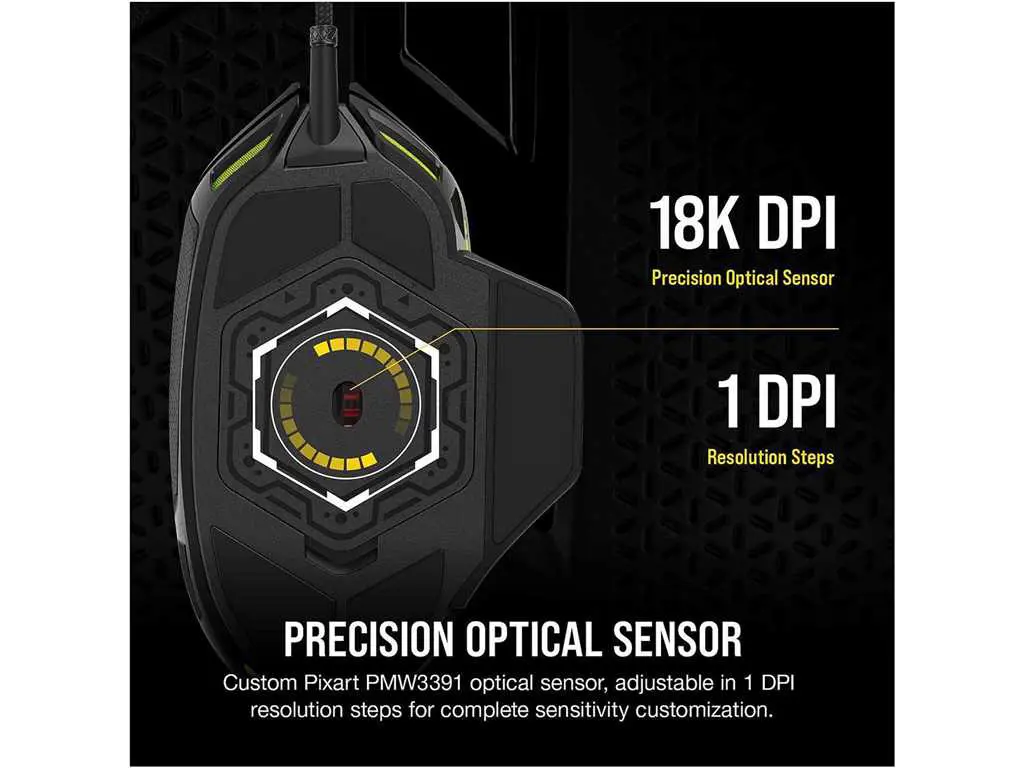 18K DPI
Precision Optical Sensor
1 DPI
Resolution Steps
PRECISION OPTICAL SENSOR
Custom Pixart PMW3391 optical sensor, adjustable in 1 DPI
resolution steps for complete sensitivity customization.